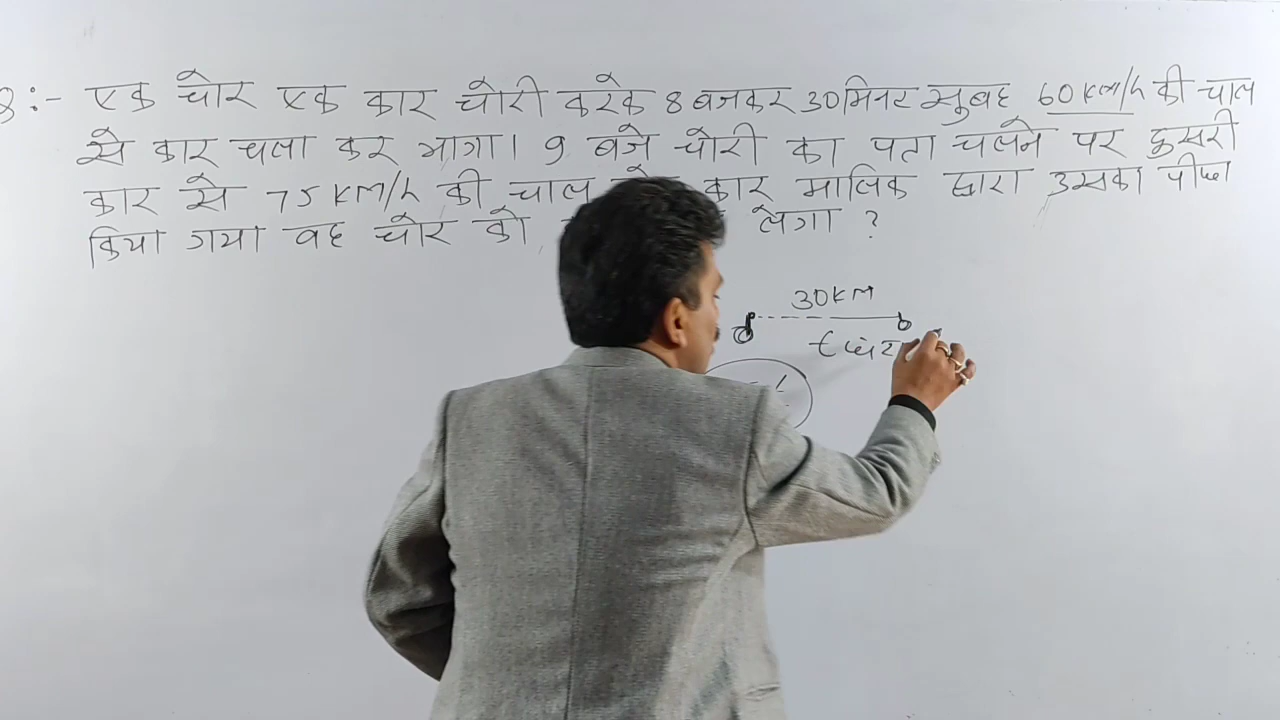 8:- एक चोर एक कार चोरी करके 8 बजकर 30 मिनट सुबह 60 KM/h की चाल
से कार चला कर भागा। 9 बजे चोरी का पता चलने पर दुसरी
कार से 75 KM/h की चाल कार मालिक द्वारा उसका पीछा
किया गया वह चोर को लेगा ?
30 KM